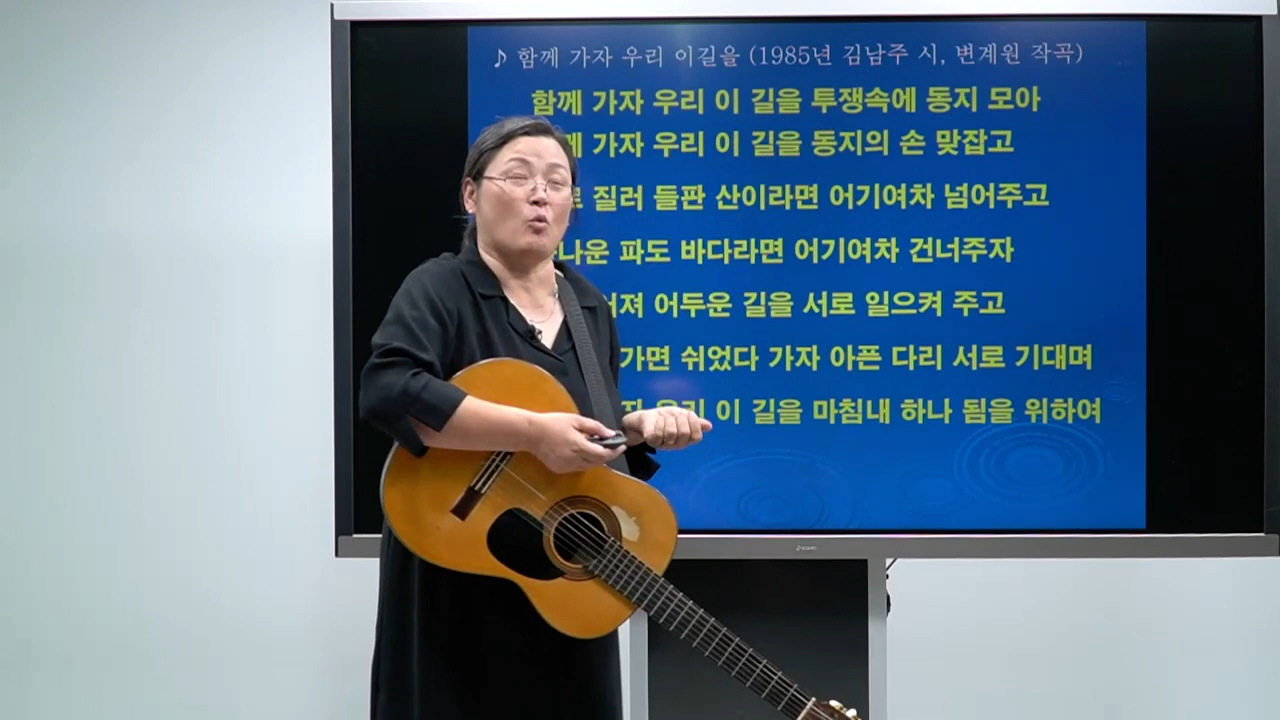 ♪ 함께 가자 우리 이길을 (1985년 김남주 시, 변계원 작곡)
함께 가자 우리 이 길을 투쟁속에 동지 모아
가자 우리 이 길을 동지의 손 맞잡고
질러 들판 산이라면 어기여차 넘어주고
파도 바다라면 어기여차 건너주자
어두운 길을 서로 일으켜 주고
가면 쉬었다 가자 아픈 다리 서로 기대며
우리 이 길을 마침내 하나 됨을 위하여